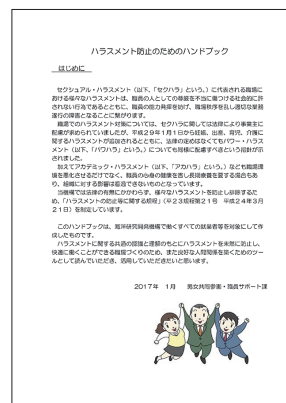 ハラスメント防止のためのハンドブック
はじめに
セクシュアル・ハラスメント（以下、「セクハラ」という。）に代表される職場に
おける様々なハラスメントは、職員の人としての尊厳を不当に傷つける社会的に許
されない行為であるとともに、職員の能力発揮を妨げ、職場秩序を乱し適切な業務
遂行の障害となることに繋がります。
職場でのハラスメント対策については、セクハラに関しては法律により事業主に
配慮が求められていましたが、平成２９年１月１日から妊娠、出産、育児、介護に
関するハラスメントが追加されるとともに、法律の定めはなくてもパワー・ハラス
メント（以下、「パワハラ」という。）についても同様に配慮すべきという指針が示
されました。
加えてアカデミック・ハラスメント（以下、「アカハラ」という。）なども職場環
境を悪化させるだけでなく、職員の心身の健康を害し長期療養を要する場合もあ
り、組織に対する影響は看過できないものとなっています。
当機構では法律の有無にかかわらず、様々なハラスメントを防止し排除するた
め、「ハラスメントの防止等に関する規程」（平２３規程第２１号　平成２４年３月
２１日）を制定しています。
このハンドブックは、海洋研究開発機構で働くすべての就業者等を対象にして作
成したものです。
ハラスメントに関する共通の認識と理解のもとにハラスメントを未然に防止し、
快適に働くことができる職場づくりのため、また良好な人間関係を築くためのツー
ルとして読んでいただき、活用していただきたいと思います。
２０１７年　１月　　男女共同参画・職員サポート課